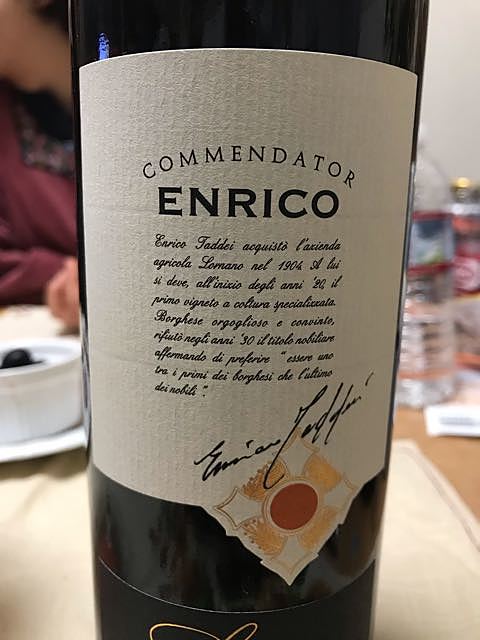 COMMENDATOR
ENRICO
Enrico Taddei acquistò l'azienda
agricola Lornano nel 1904. A lui
si deve, all'inizio degli anni '20, il
primo vigneto a coltura specializzata.
Borghese orgoglioso e convinto,
rifiutò negli anni '30 il titolo nobiliare
affermando di preferire "essere uno
tra i primi dei borghesi che l'ultimo
dei nobili".